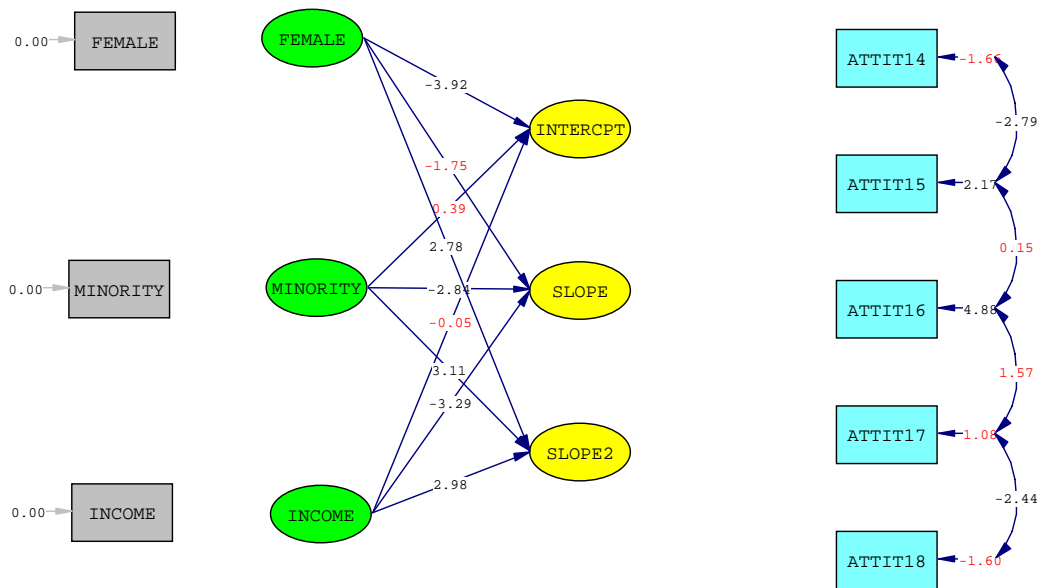 0.00
FEMALE
FEMALE
-3.92
INTERCPT
-1.75
0.39
2.78
0.00
MINORITY
MINORITY
-2.84
SLOPE
-0.05
3.11
-3.29
SLOPE2
2.98
0.00
INCOME
INCOME
ATTIT14
-1.66
-2.79
ATTIT15
2.17
0.15
ATTIT16
4.88
1.57
ATTIT17
-1.08
-2.44
ATTIT18
-1.60